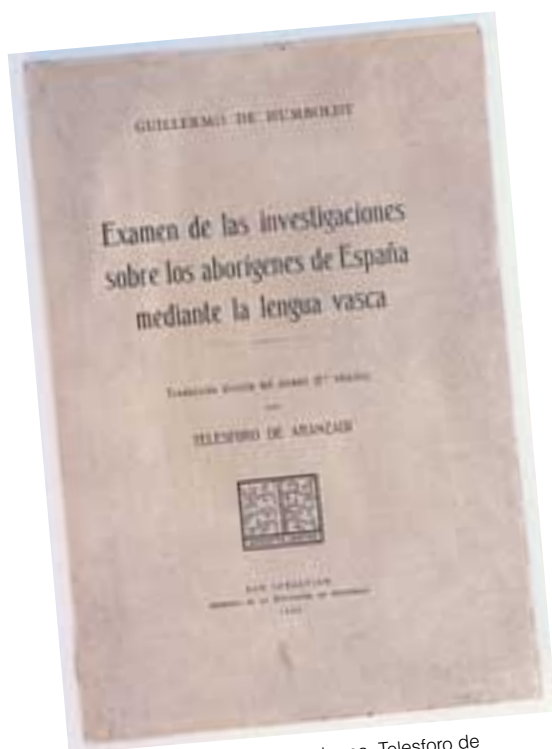 GUILLERMO DE HUMBOLDT
Examen de las investigaciones
sobre los aborígenes de España
mediante la lengua vasca
TELESFORO DE ARANZADI
SAN SEBASTIAN
Telesforo de